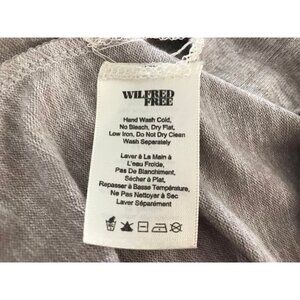 WILFRED
FREE
Hand Wash Cold,
No Bleach, Dry Flat,
Low Iron, Do Not Dry Clean
Wash Separately
Laver à La Main à
L'eau Froide,
Pas De Blanchiment,
Sécher à Plat,
Repasser à Basse Température,
Ne Pas Nettoyer à Sec
Laver Séparément